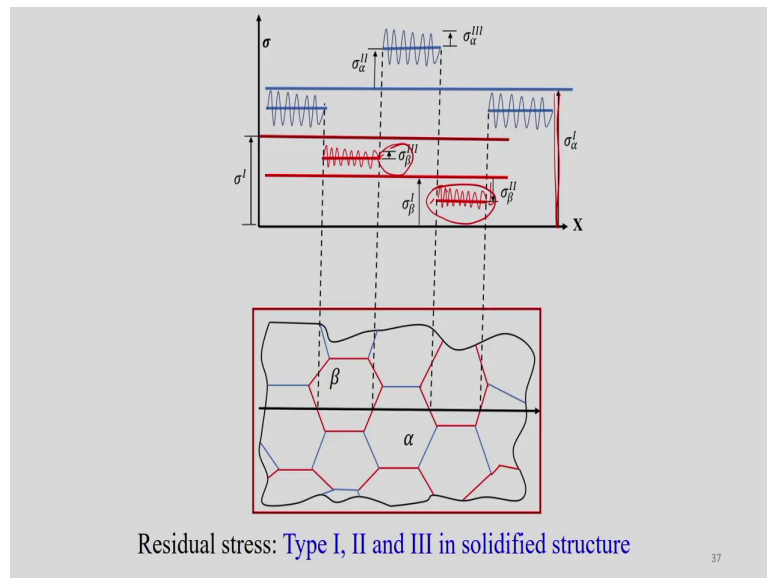 σ
σ_α^II
σ_α^III
σ_β^III
σ^I
σ_β^I
σ_β^II
σ_α^I
X
β
α
Residual stress: Type I, II and III in solidified structure
37